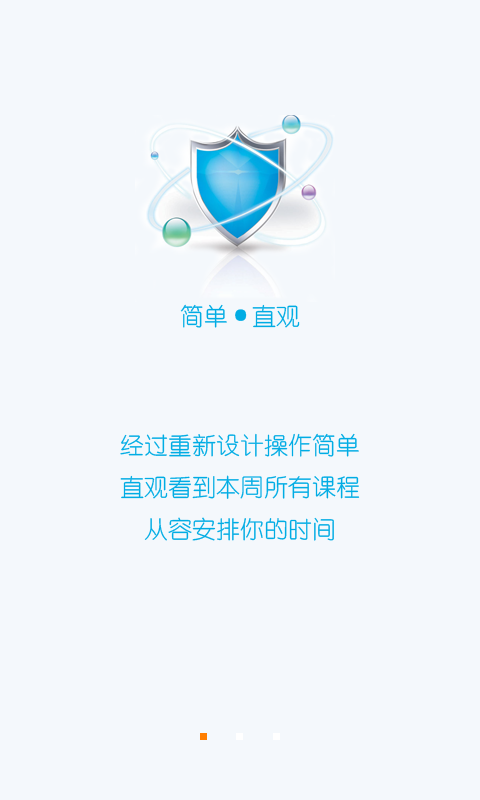 简单●直观
经过重新设计操作简单
直观看到本周所有课程
从容安排你的时间